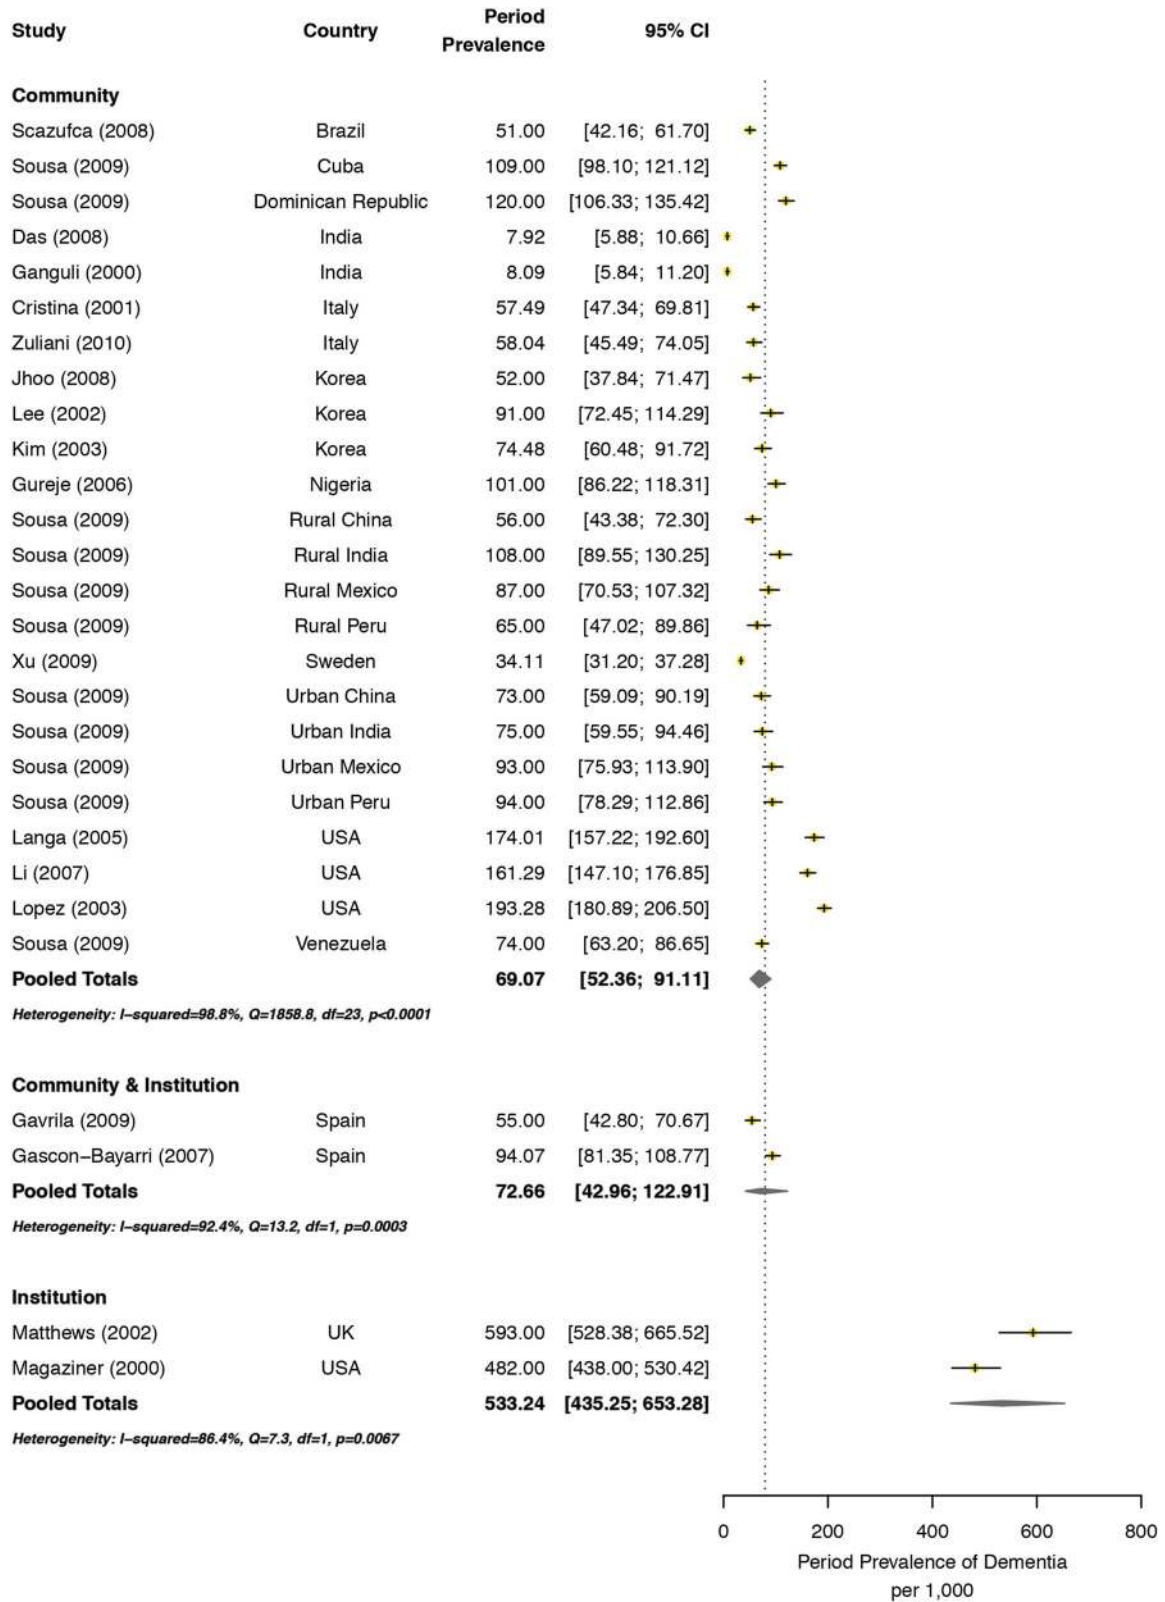 Study Country Period Prevalence 95% CI
Community
Scazufca (2008) Brazil 51.00 [42.16; 61.70]
Sousa (2009) Cuba 109.00 [98.10; 121.12]
Sousa (2009) Dominican Republic 120.00 [106.33; 135.42]
Das (2008) India 7.92 [5.88; 10.66]
Ganguli (2000) India 8.09 [5.84; 11.20]
Cristina (2001) Italy 57.49 [47.34; 69.81]
Zuliani (2010) Italy 58.04 [45.49; 74.05]
Jhoo (2008) Korea 52.00 [37.84; 71.47]
Lee (2002) Korea 91.00 [72.45; 114.29]
Kim (2003) Korea 74.48 [60.48; 91.72]
Gureje (2006) Nigeria 101.00 [86.22; 118.31]
Sousa (2009) Rural China 56.00 [43.38; 72.30]
Sousa (2009) Rural India 108.00 [89.55; 130.25]
Sousa (2009) Rural Mexico 87.00 [70.53; 107.32]
Sousa (2009) Rural Peru 65.00 [47.02; 89.86]
Xu (2009) Sweden 34.11 [31.20; 37.28]
Sousa (2009) Urban China 73.00 [59.09; 90.19]
Sousa (2009) Urban India 75.00 [59.55; 94.46]
Sousa (2009) Urban Mexico 93.00 [75.93; 113.90]
Sousa (2009) Urban Peru 94.00 [78.29; 112.86]
Langa (2005) USA 174.01 [157.22; 192.60]
Li (2007) USA 161.29 [147.10; 176.85]
Lopez (2003) USA 193.28 [180.89; 206.50]
Sousa (2009) Venezuela 74.00 [63.20; 86.65]
Pooled Totals 69.07 [52.36; 91.11]
Heterogeneity: I−squared=98.8%, Q=1858.8, df=23, p<0.0001
Community & Institution
Gavrila (2009) Spain 55.00 [42.80; 70.67]
Gascon−Bayarri (2007) Spain 94.07 [81.35; 108.77]
Pooled Totals 72.66 [42.96; 122.91]
Heterogeneity: I−squared=92.4%, Q=13.2, df=1, p=0.0003
Institution
Matthews (2002) UK 593.00 [528.38; 665.52]
Magaziner (2000) USA 482.00 [438.00; 530.42]
Pooled Totals 533.24 [435.25; 653.28]
Heterogeneity: I−squared=86.4%, Q=7.3, df=1, p=0.0067
0 200 400 600 800
Period Prevalence of Dementia
per 1,000